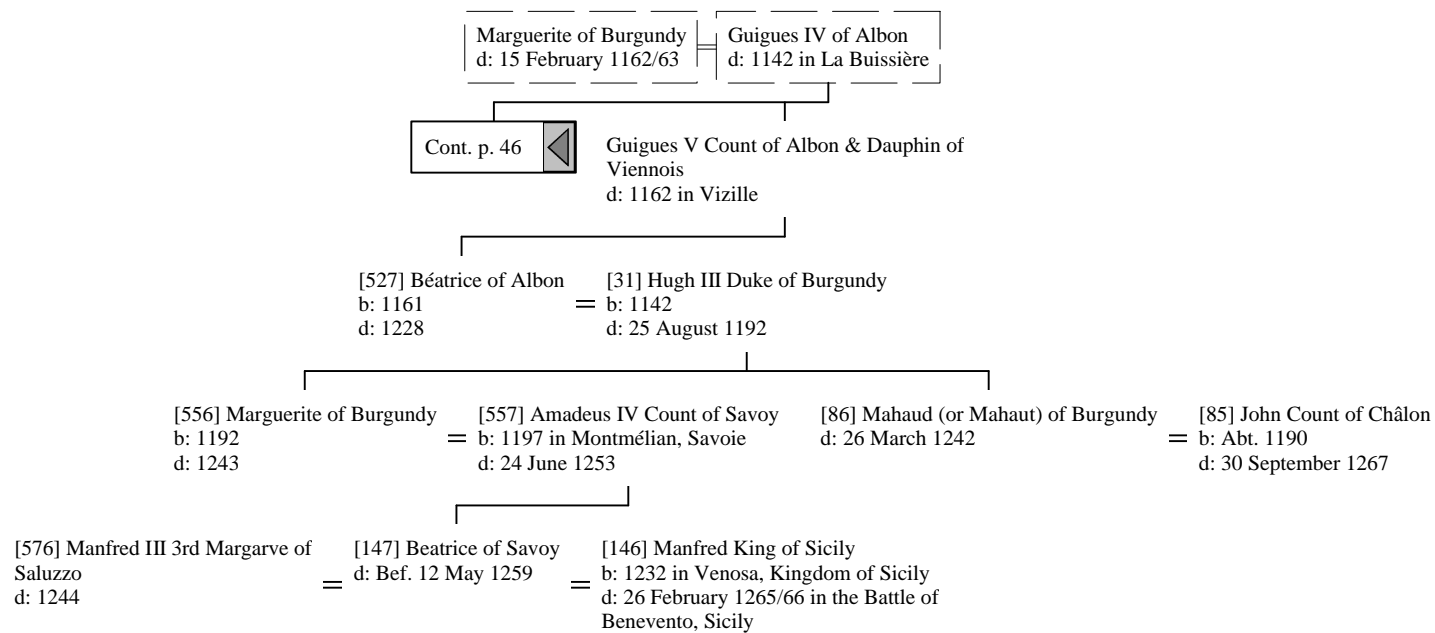 Marguerite of Burgundy
d: 15 February 1162/63
Guigues IV of Albon
d: 1142 in La Buissière
Cont. p. 46
Guigues V Count of Albon & Dauphin of
Viennois
d: 1162 in Vizille
[527] Béatrice of Albon
b: 1161
d: 1228
=
[31] Hugh III Duke of Burgundy
b: 1142
d: 25 August 1192
[556] Marguerite of Burgundy
b: 1192
d: 1243
=
[557] Amadeus IV Count of Savoy
b: 1197 in Montmélian, Savoie
d: 24 June 1253
[86] Mahaud (or Mahaut) of Burgundy
d: 26 March 1242
=
[85] John Count of Châlon
b: Abt. 1190
d: 30 September 1267
[576] Manfred III 3rd Margarve of
Saluzzo
d: 1244
=
[147] Beatrice of Savoy
d: Bef. 12 May 1259
=
[146] Manfred King of Sicily
b: 1232 in Venosa, Kingdom of Sicily
d: 26 February 1265/66 in the Battle of
Benevento, Sicily